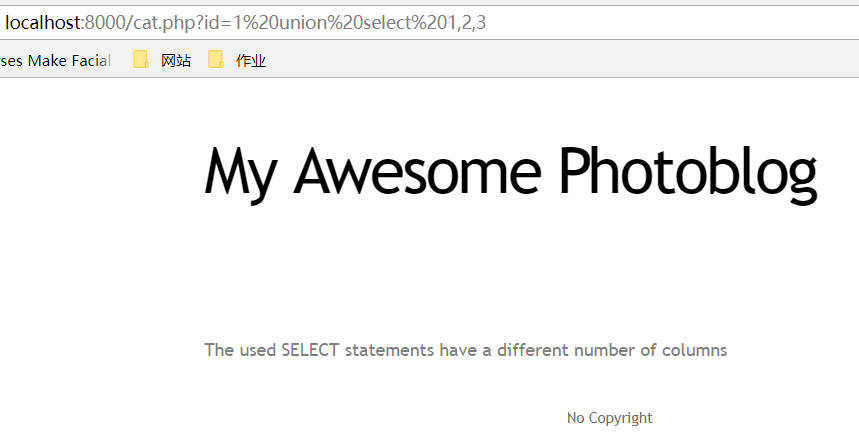 localhost:8000/cat.php?id=1%20union%20select%201,2,3
ses Make Facial 网站 作业
My Awesome Photoblog
The used SELECT statements have a different number of columns
No Copyright